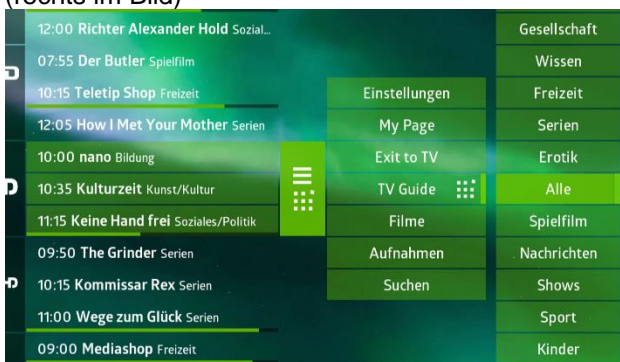 (rechts im Bild)
12:00 Richter Alexander Hold Sozial...
07:55 Der Butler Spielfilm
10:15 Teletip Shop Freizeit
12:05 How I Met Your Mother Serien
10:00 nano Bildung
10:35 Kulturzeit Kunst/Kultur
11:15 Keine Hand frei Soziales/Politik
09:50 The Grinder Serien
10:15 Kommissar Rex Serien
11:00 Wege zum Glück Serien
09:00 Mediashop Freizeit
Einstellungen
My Page
Exit to TV
TV Guide
Filme
Aufnahmen
Suchen
Gesellschaft
Wissen
Freizeit
Serien
Erotik
Alle
Spielfilm
Nachrichten
Shows
Sport
Kinder